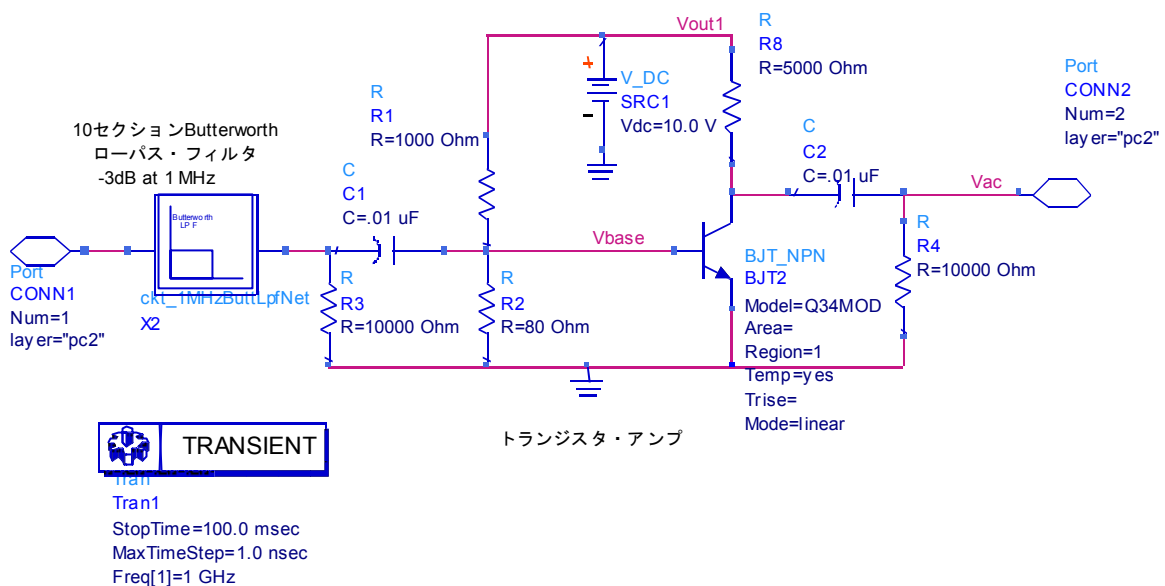 Vout1
R
R8
R=5000 Ohm
+
-
V_DC
SRC1
Vdc=10.0 V
Port
CONN2
Num=2
layer="pc2"
R
R1
R=1000 Ohm
10セクションButterworth
ローパス・フィルタ
-3dB at 1 MHz
C
C1
C=.01 uF
C
C2
C=.01 uF
Vac
Butterworth
LP F
Vbase
R
R4
R=10000 Ohm
BJT_NPN
BJT2
Model=Q34MOD
Area=
Region=1
Temp=yes
Trise=
Mode=linear
Port
CONN1
Num=1
layer="pc2"
ckt_1MHzButtLpfNet
X2
R
R3
R=10000 Ohm
R
R2
R=80 Ohm
トランジスタ・アンプ
TRANSIENT
Tran
Tran1
StopTime=100.0 msec
MaxTimeStep=1.0 nsec
Freq[1]=1 GHz